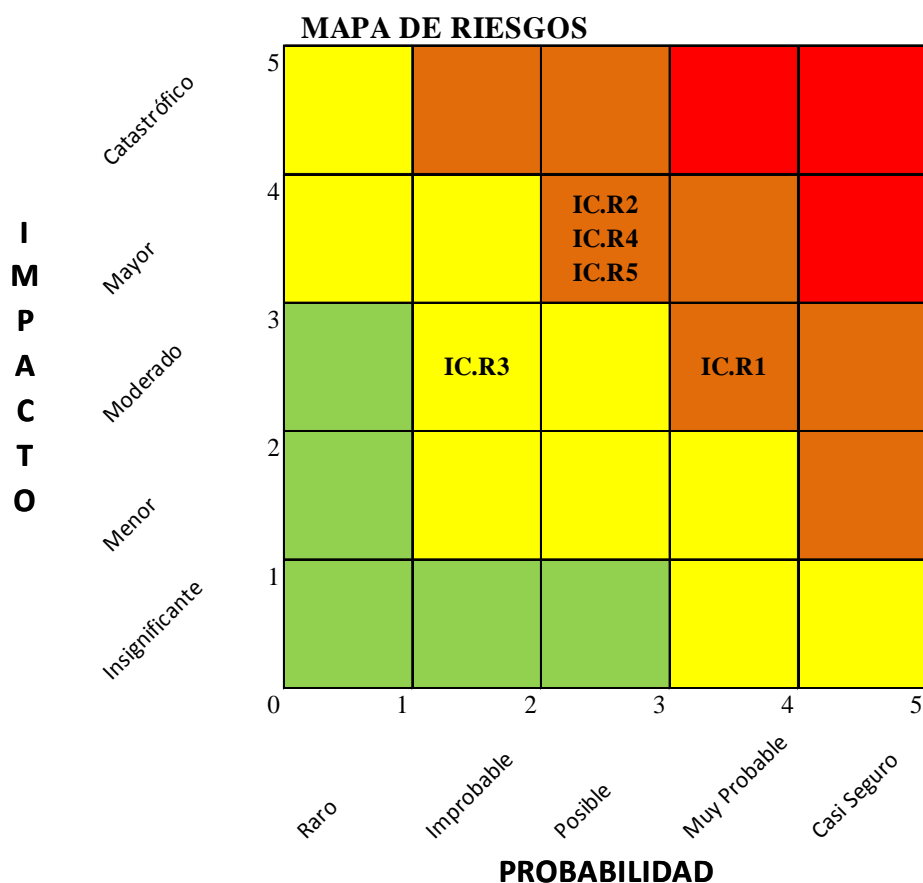 MAPA DE RIESGOS
5
Catastrófico
4
Mayor
IC.R2
IC.R4
IC.R5
I
M
P
A
C
T
O
3
Moderado
IC.R3
IC.R1
2
Menor
1
Insignificante
0 1 2 3 4 5
Raro
Improbable
Posible
Muy Probable
Casi Seguro
PROBABILIDAD